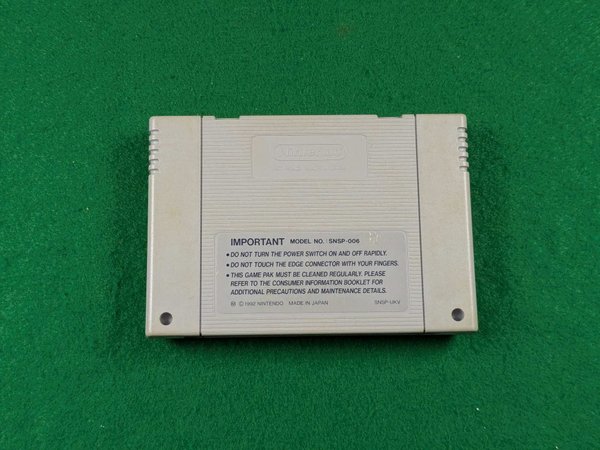 Nintendo
IMPORTANT MODEL NO. SNSP-006
• DO NOT TURN THE POWER SWITCH ON AND OFF RAPIDLY.
• DO NOT TOUCH THE EDGE CONNECTOR WITH YOUR FINGERS.
• THIS GAME PAK MUST BE CLEANED REGULARLY. PLEASE
REFER TO THE CONSUMER INFORMATION BOOKLET FOR
ADDITIONAL PRECAUTIONS AND MAINTENANCE DETAILS.
Ⓜ © 1992 NINTENDO MADE IN JAPAN SNSP-UKV